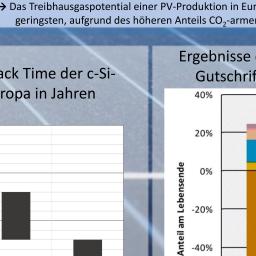 → Das Treibhausgaspotential einer PV-Produktion in Eur
geringsten, aufgrund des höheren Anteils CO2-armer
ack Time der c-Si-
ropa in Jahren
Ergebnisse
Gutschrif
40%
20%
0%
-20%
-40%
Anteil am Lebensende